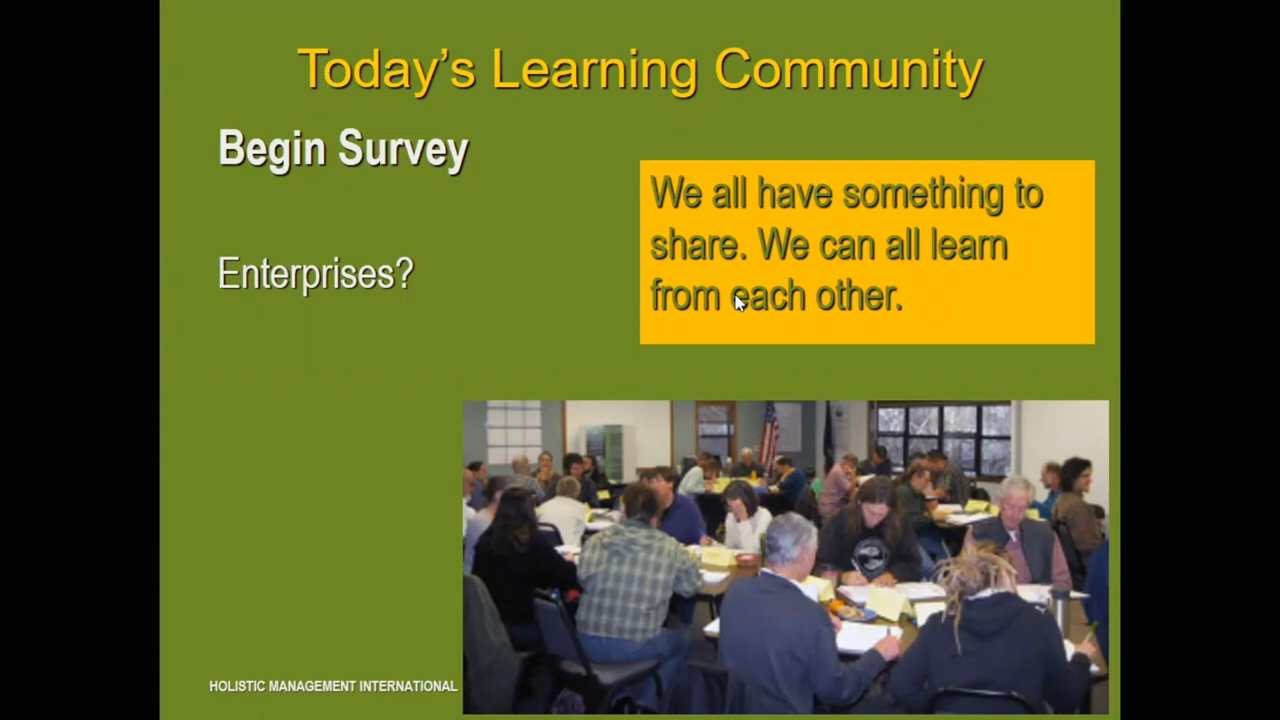 Today's Learning Community
Begin Survey
Enterprises?
We all have something to
share. We can all learn
from each other.
HOLISTIC MANAGEMENT INTERNATIONAL